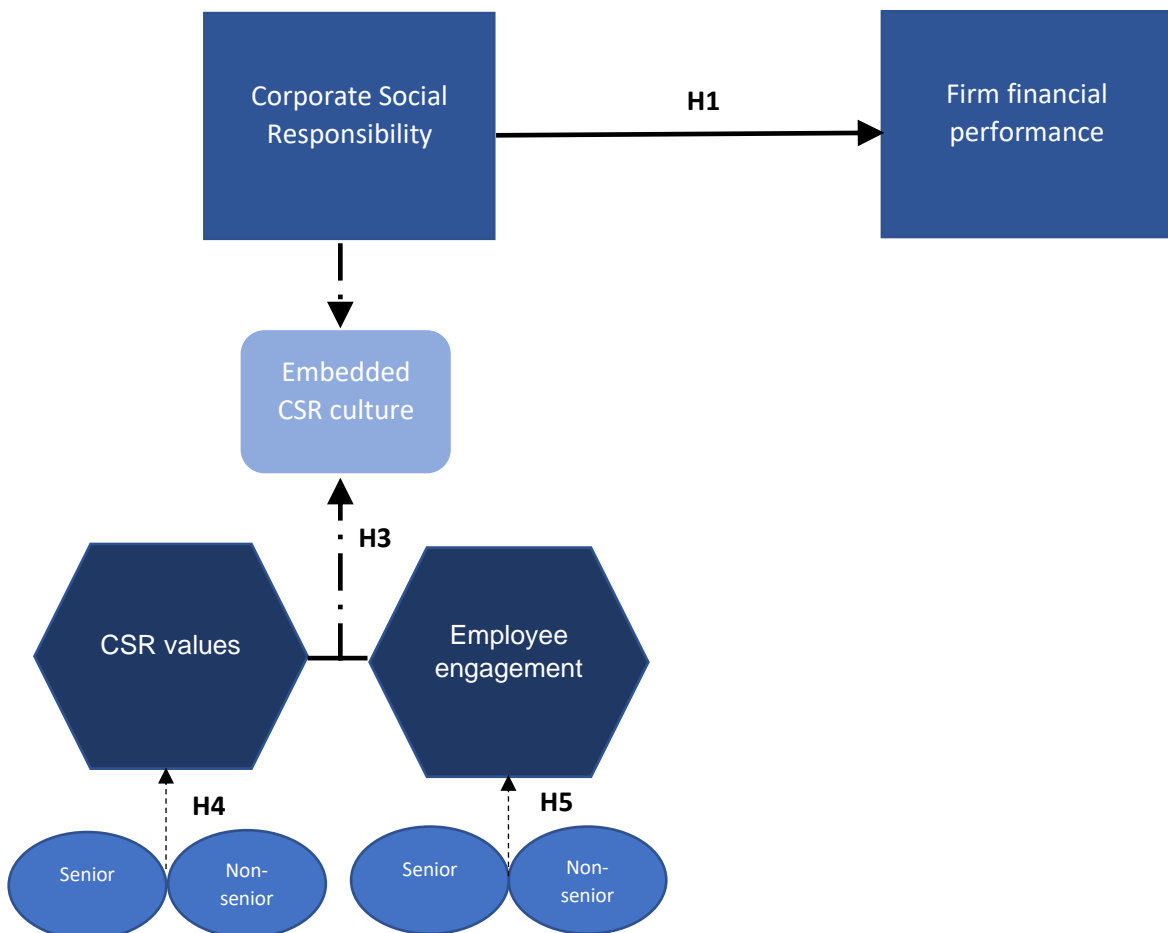 Corporate Social
Responsibility
H1
Firm financial
performance
Embedded
CSR culture
H3
CSR values
Employee
engagement
H4
H5
Senior
Non-
senior
Senior
Non-
senior